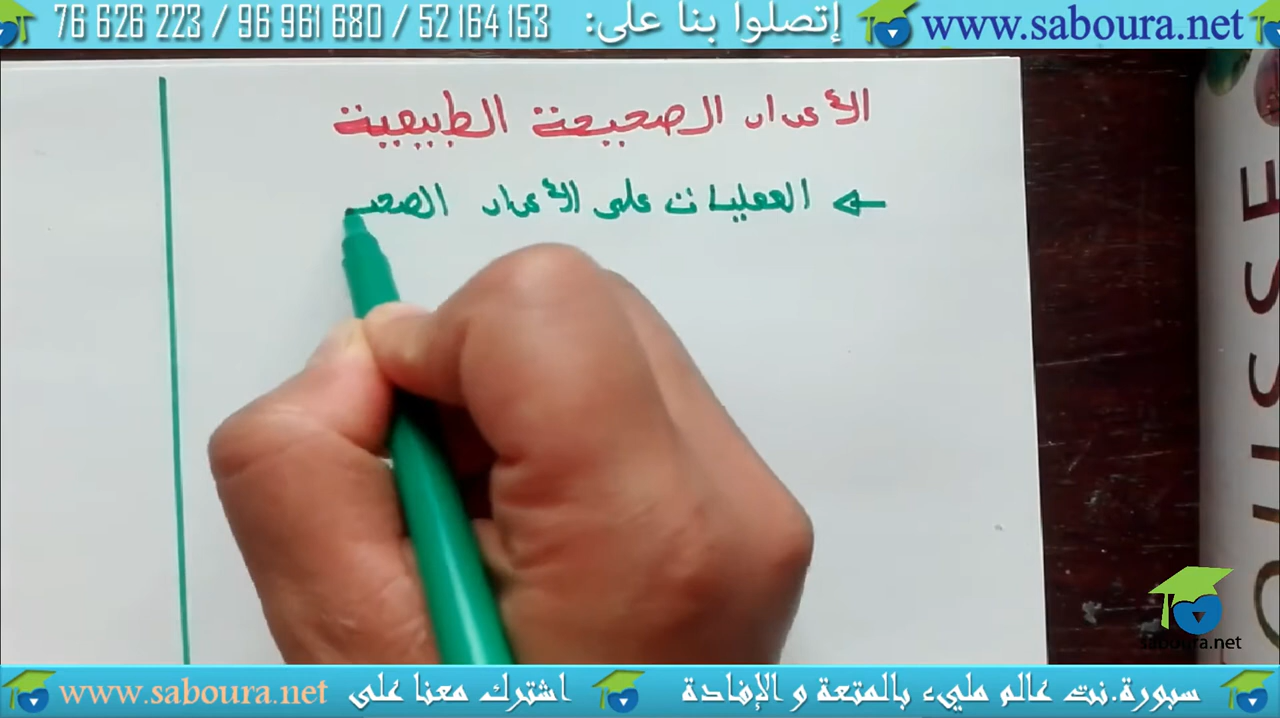 www.saboura.net إتصلوا بنا على: 76 626 223 / 96 961 680 / 52 164 153
الأعداد الصحيحة الطبيعية
العمليات على الأعداد الصحيـ
saboura.net
سبورة.نت عالم مليء بالمتعة و الإفادة اشترك معنا على www.saboura.net